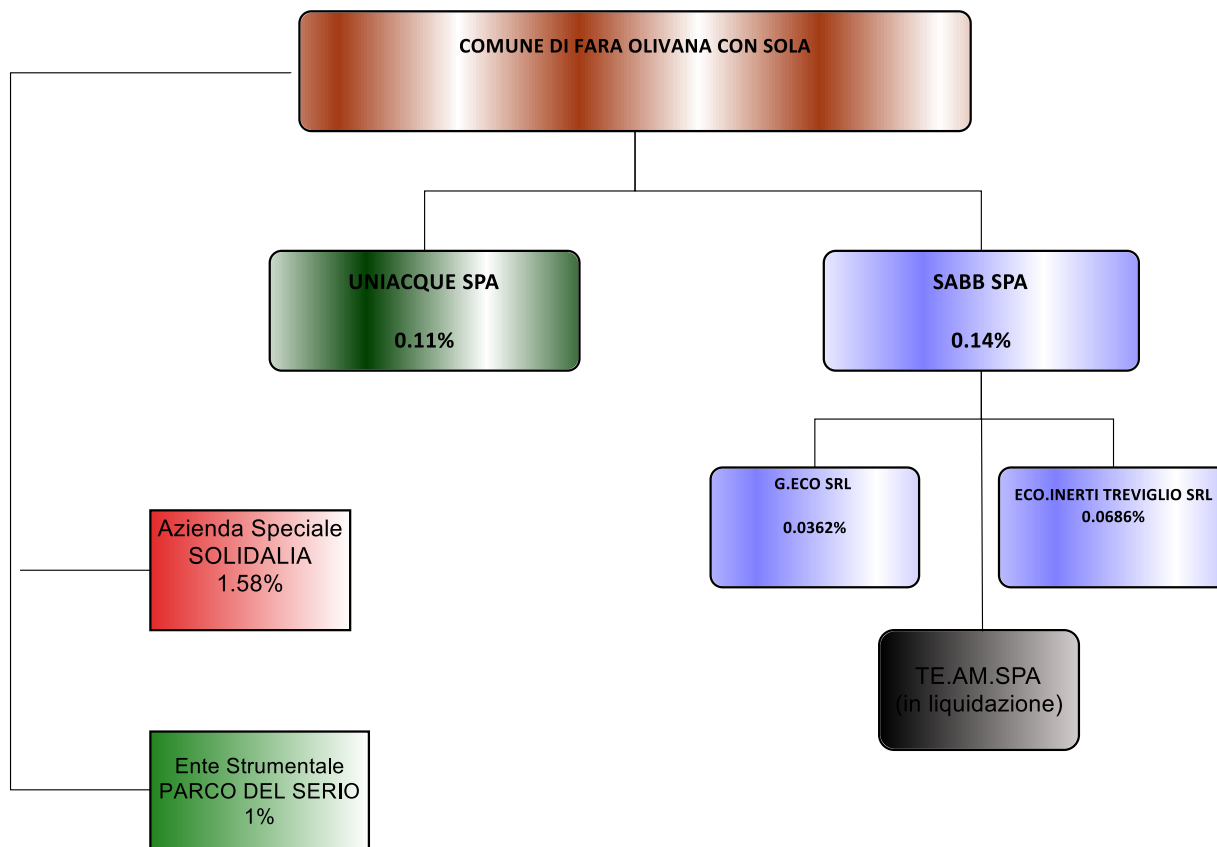 COMUNE DI FARA OLIVANA CON SOLA
UNIACQUE SPA
0.11%
SABB SPA
0.14%
G.ECO SRL
0.0362%
ECO.INERTI TREVIGLIO SRL
0.0686%
Azienda Speciale
SOLIDALIA
1.58%
TE.AM.SPA
(in liquidazione)
Ente Strumentale
PARCO DEL SERIO
1%